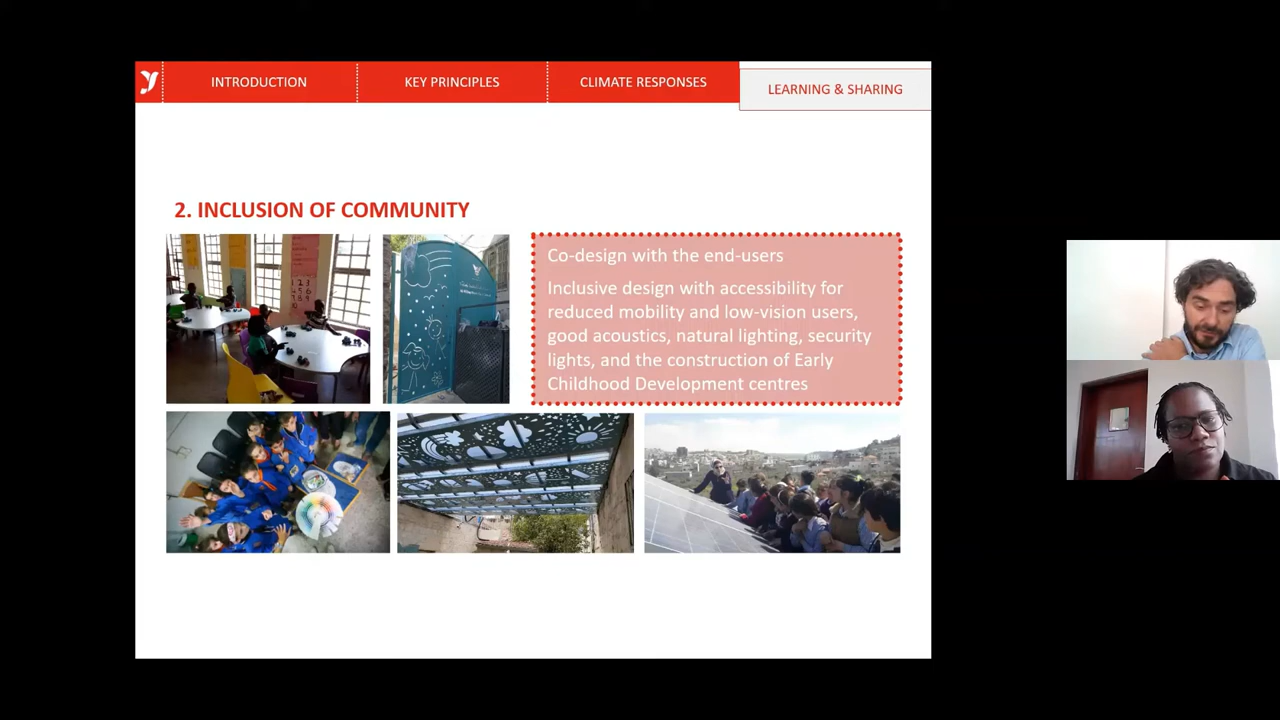 INTRODUCTION
KEY PRINCIPLES
CLIMATE RESPONSES
LEARNING & SHARING
2. INCLUSION OF COMMUNITY
Co-design with the end-users
Inclusive design with accessibility for
reduced mobility and low-vision users,
good acoustics, natural lighting, security
lights, and the construction of Early
Childhood Development centres